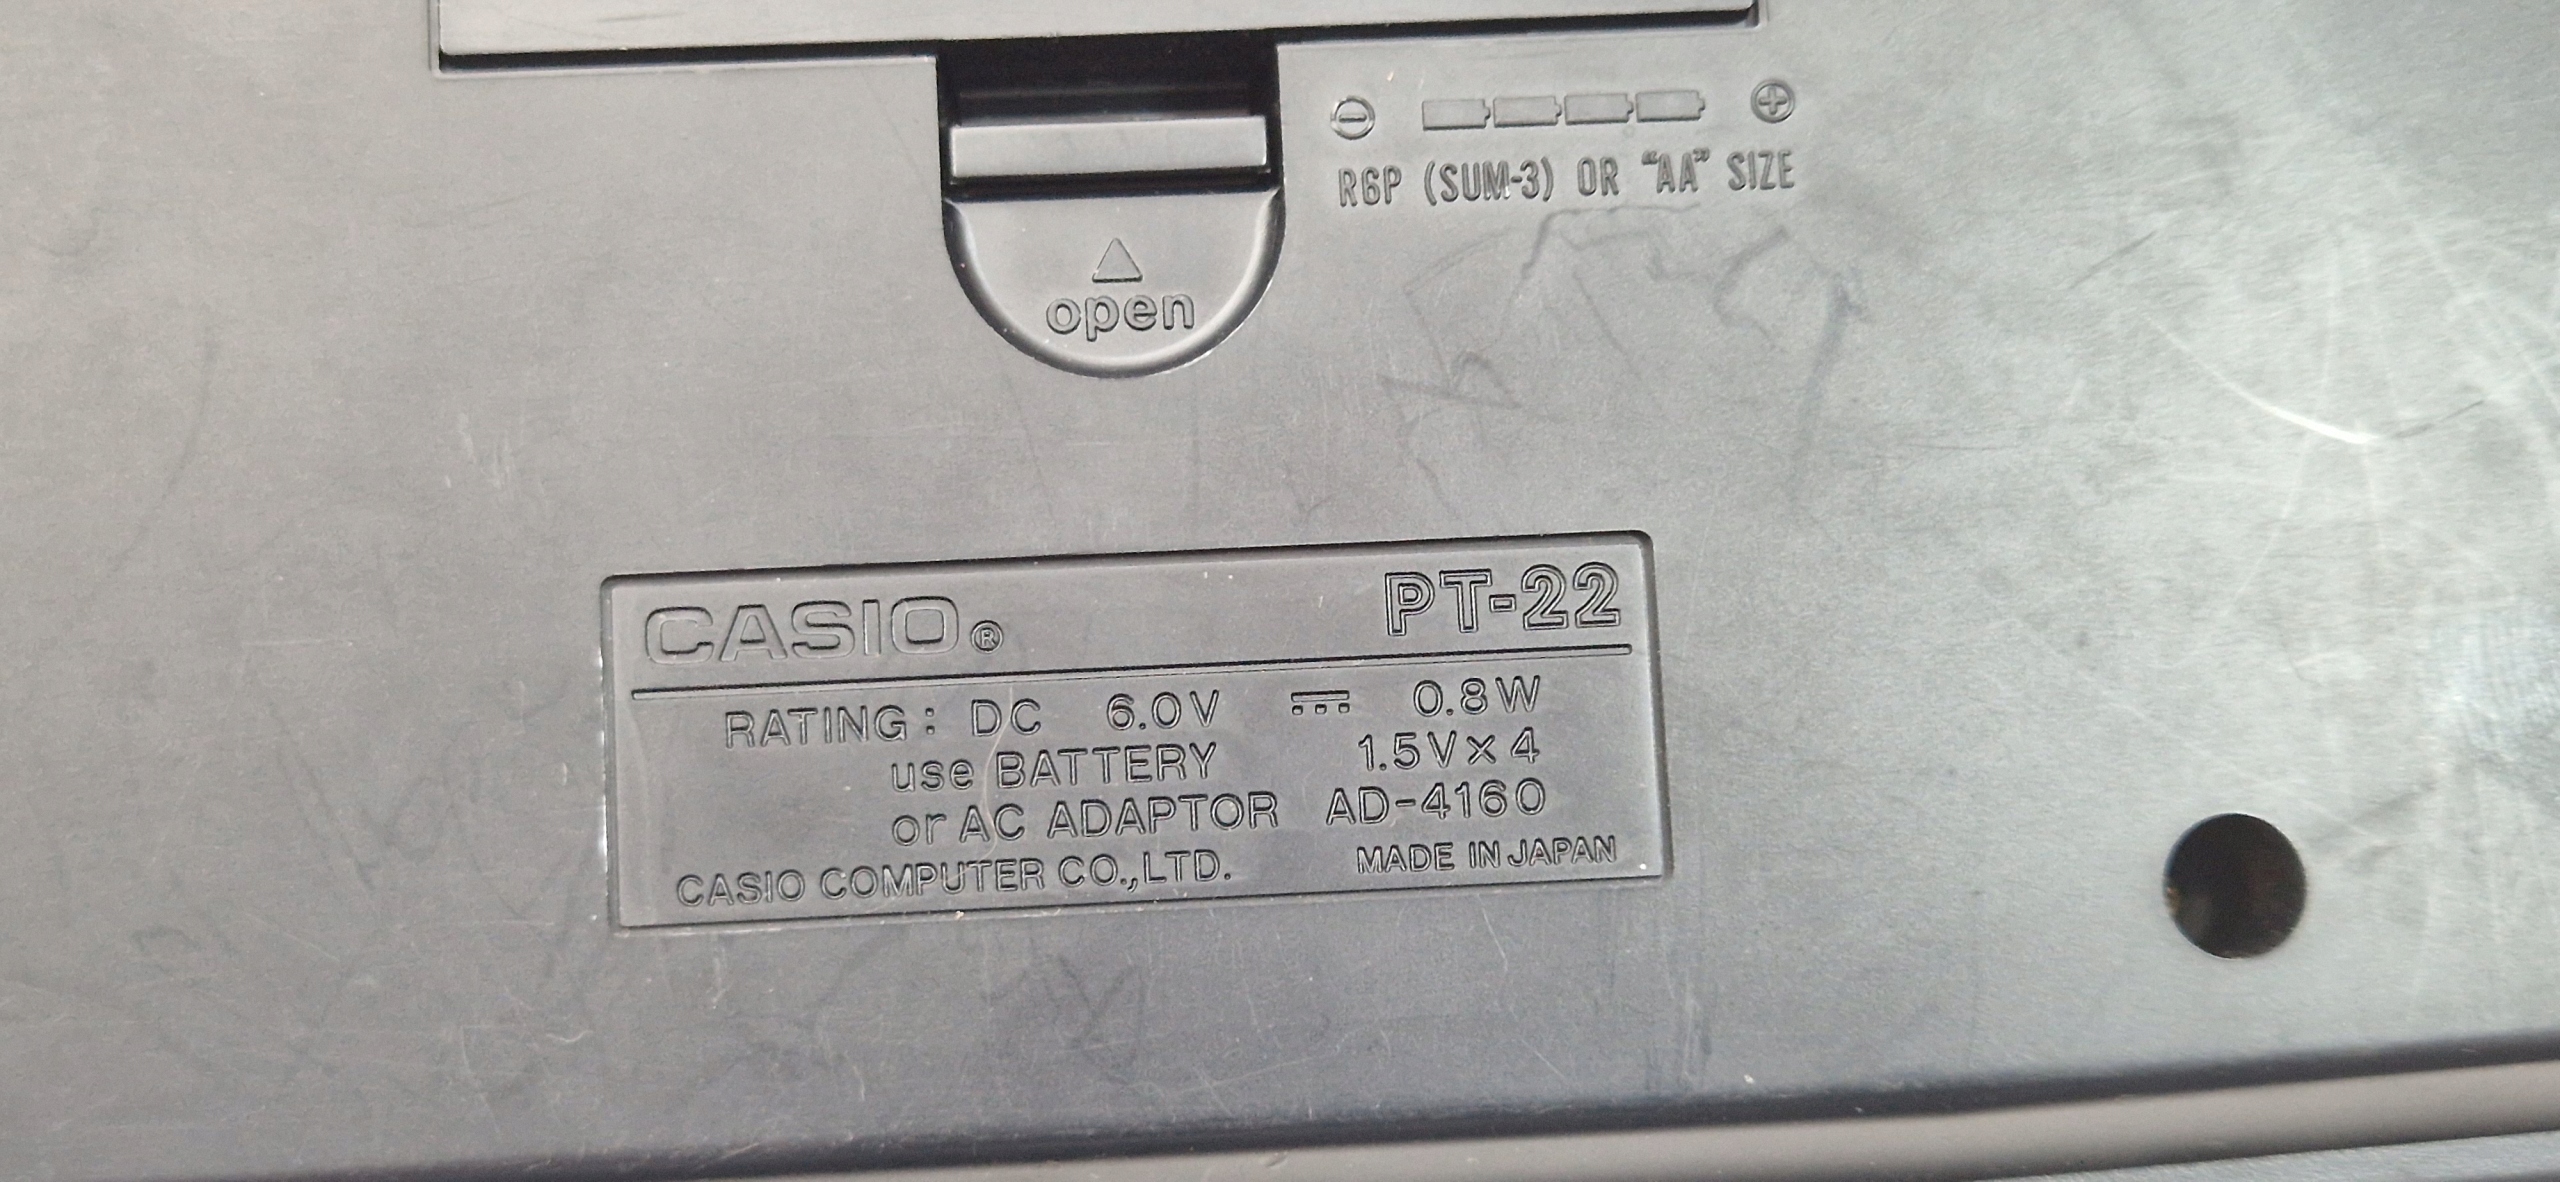 ⊖ ⊕
R6P (SUM-3) OR "AA" SIZE
open
CASIO® PT-22
RATING: DC 6.0V ⎓ 0.8W
use BATTERY 1.5V×4
or AC ADAPTOR AD-4160
CASIO COMPUTER CO.,LTD. MADE IN JAPAN